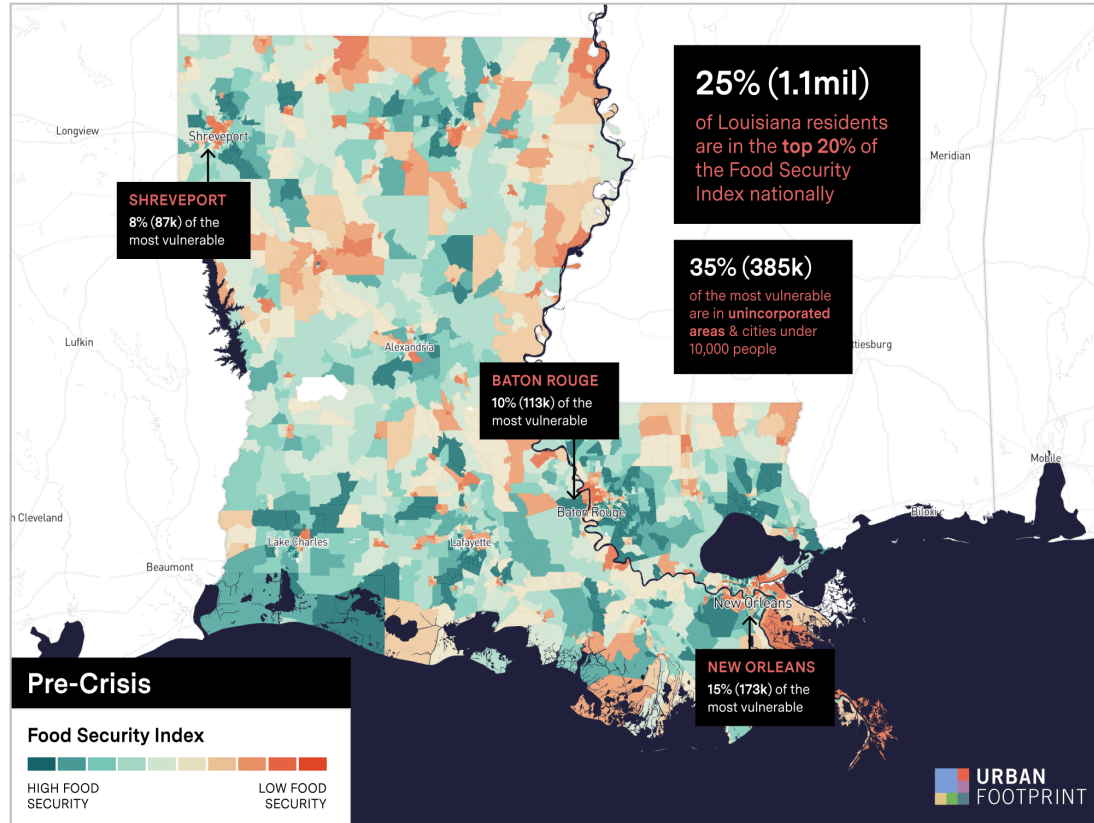 25% (1.1mil)
of Louisiana residents
are in the top 20% of
the Food Security
Index nationally
35% (385k)
of the most vulnerable
are in unincorporated
areas & cities under
10,000 people
Longview
Shreveport
Meridian
SHREVEPORT
8% (87k) of the
most vulnerable
Lufkin
Alexandria
ttiesburg
BATON ROUGE
10% (113k) of the
most vulnerable
Mobile
n Cleveland
Baton Rouge
Biloxi
Lake Charles
Lafayette
Beaumont
New Orleans
NEW ORLEANS
15% (173k) of the
most vulnerable
Pre-Crisis
Food Security Index
HIGH FOOD
SECURITY
LOW FOOD
SECURITY
URBAN
FOOTPRINT